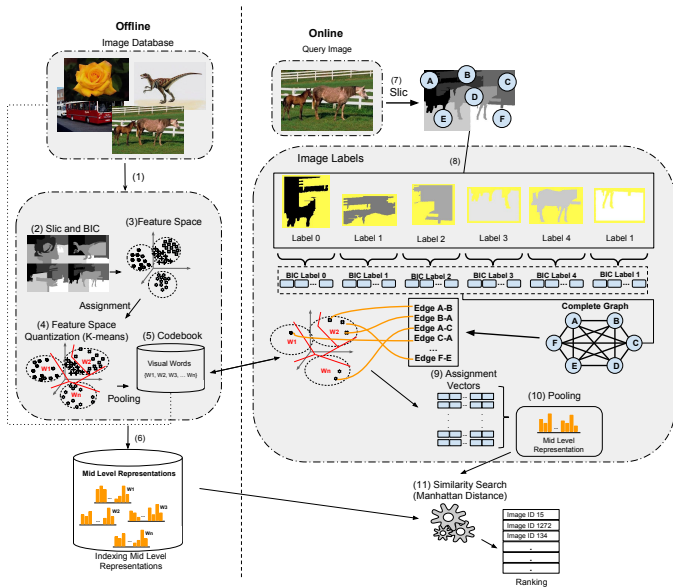 Offline
Image Database
(1)
(2) Slic and BIC
(3)Feature Space
Assignment
(4) Feature Space
Quantization (K-means)
W1
W2
Wn
Pooling
(5) Codebook
Visual Words
{W1, W2, W3, ... Wn}
(6)
Mid Level Representations
W1
W2
W3
Wn
Indexing Mid Level
Representations
Online
Query Image
(7)
Slic
A
B
C
D
E
F
(8)
Image Labels
Label 0
Label 1
Label 2
Label 3
Label 4
Label 1
BIC Label 0
BIC Label 1
BIC Label 2
BIC Label 3
BIC Label 4
BIC Label 1
W1
W2
Wn
Edge A-B
Edge B-A
Edge A-C
Edge C-A
...
Edge F-E
Complete Graph
A
B
F
C
E
D
(9) Assignment
Vectors
(10) Pooling
Mid Level
Representation
(11) Similarity Search
(Manhattan Distance)
Image ID 15
Image ID 1272
Image ID 134
.
.
.
Ranking